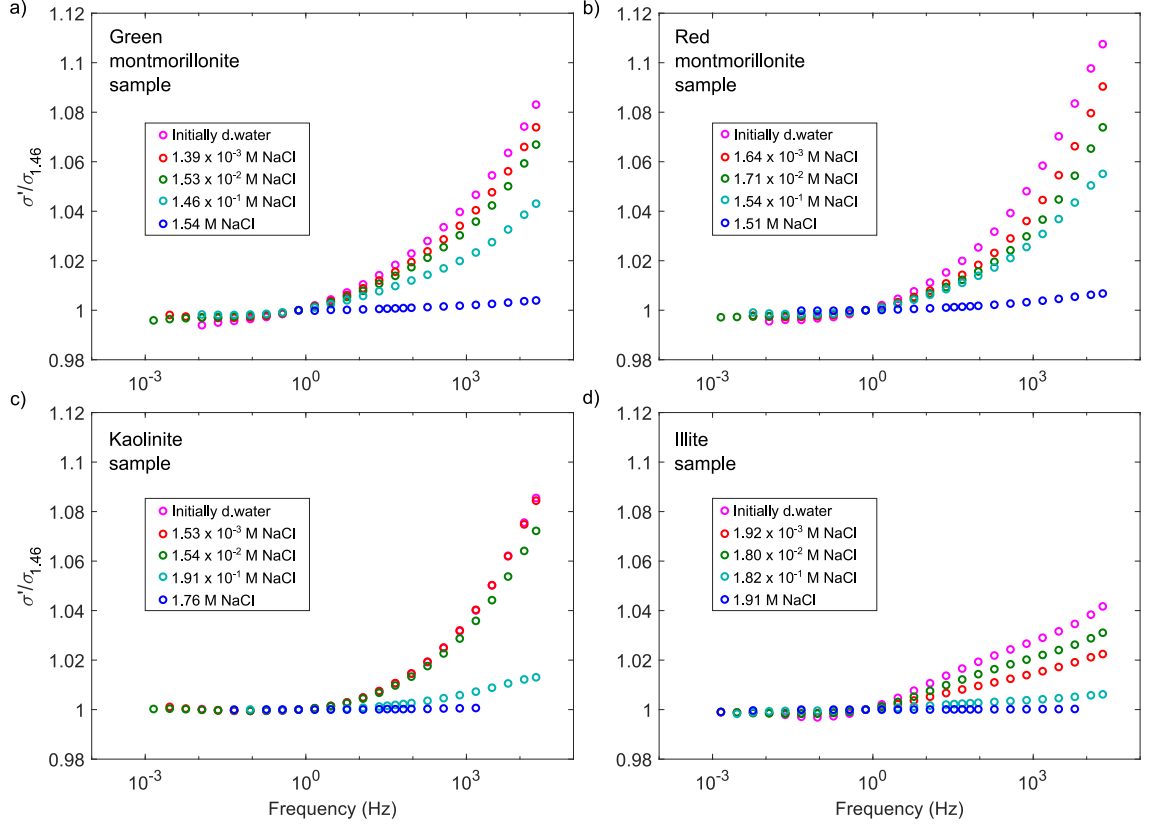 a)
Green
montmorillonite
sample
Initially d.water
1.39 x 10⁻³ M NaCl
1.53 x 10⁻² M NaCl
1.46 x 10⁻¹ M NaCl
1.54 M NaCl
σ'/σ1.46
1.12
1.1
1.08
1.06
1.04
1.02
1
0.98
10⁻³
10⁰
10³
b)
Red
montmorillonite
sample
Initially d.water
1.64 x 10⁻³ M NaCl
1.71 x 10⁻² M NaCl
1.54 x 10⁻¹ M NaCl
1.51 M NaCl
1.12
1.1
1.08
1.06
1.04
1.02
1
0.98
10⁻³
10⁰
10³
c)
Kaolinite
sample
Initially d.water
1.53 x 10⁻³ M NaCl
1.54 x 10⁻² M NaCl
1.91 x 10⁻¹ M NaCl
1.76 M NaCl
σ'/σ1.46
1.12
1.1
1.08
1.06
1.04
1.02
1
0.98
10⁻³
10⁰
10³
Frequency (Hz)
d)
Illite
sample
Initially d.water
1.92 x 10⁻³ M NaCl
1.80 x 10⁻² M NaCl
1.82 x 10⁻¹ M NaCl
1.91 M NaCl
1.12
1.1
1.08
1.06
1.04
1.02
1
0.98
10⁻³
10⁰
10³
Frequency (Hz)